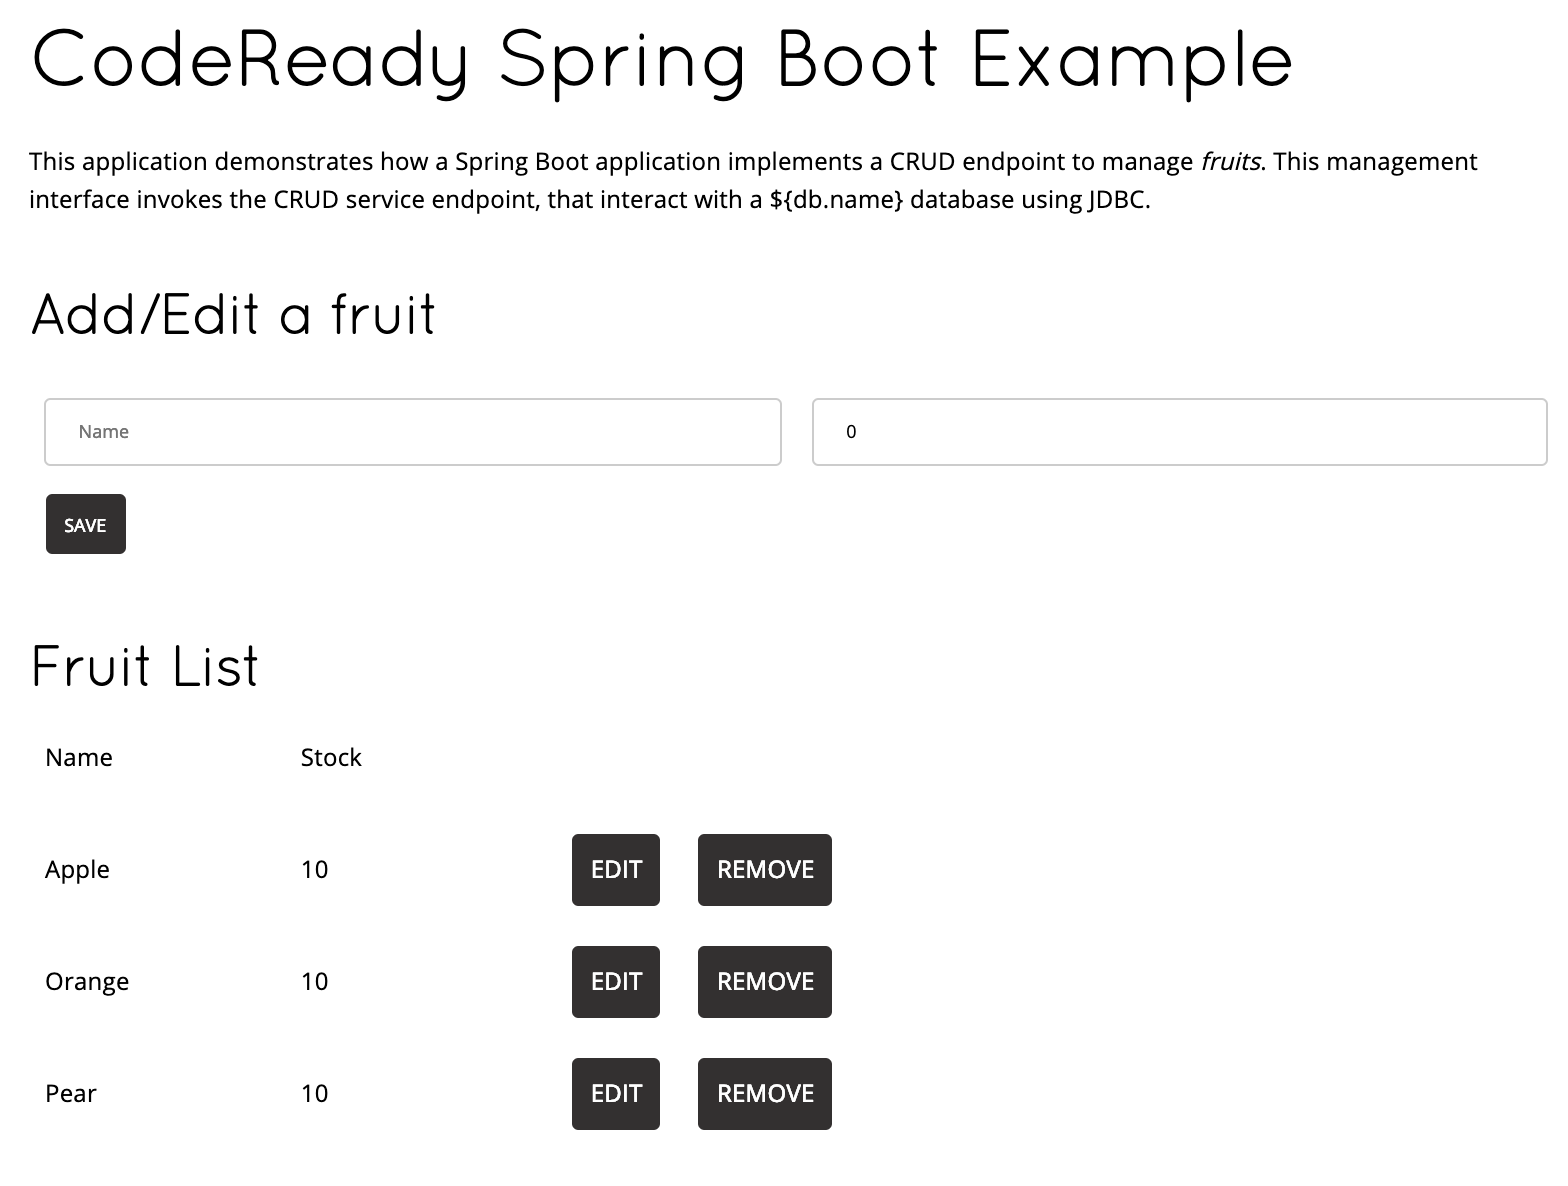 CodeReady Spring Boot Example
This application demonstrates how a Spring Boot application implements a CRUD endpoint to manage fruits. This management
interface invokes the CRUD service endpoint, that interact with a ${db.name} database using JDBC.
Add/Edit a fruit
Name 0
SAVE
Fruit List
Name Stock
Apple 10 EDIT REMOVE
Orange 10 EDIT REMOVE
Pear 10 EDIT REMOVE